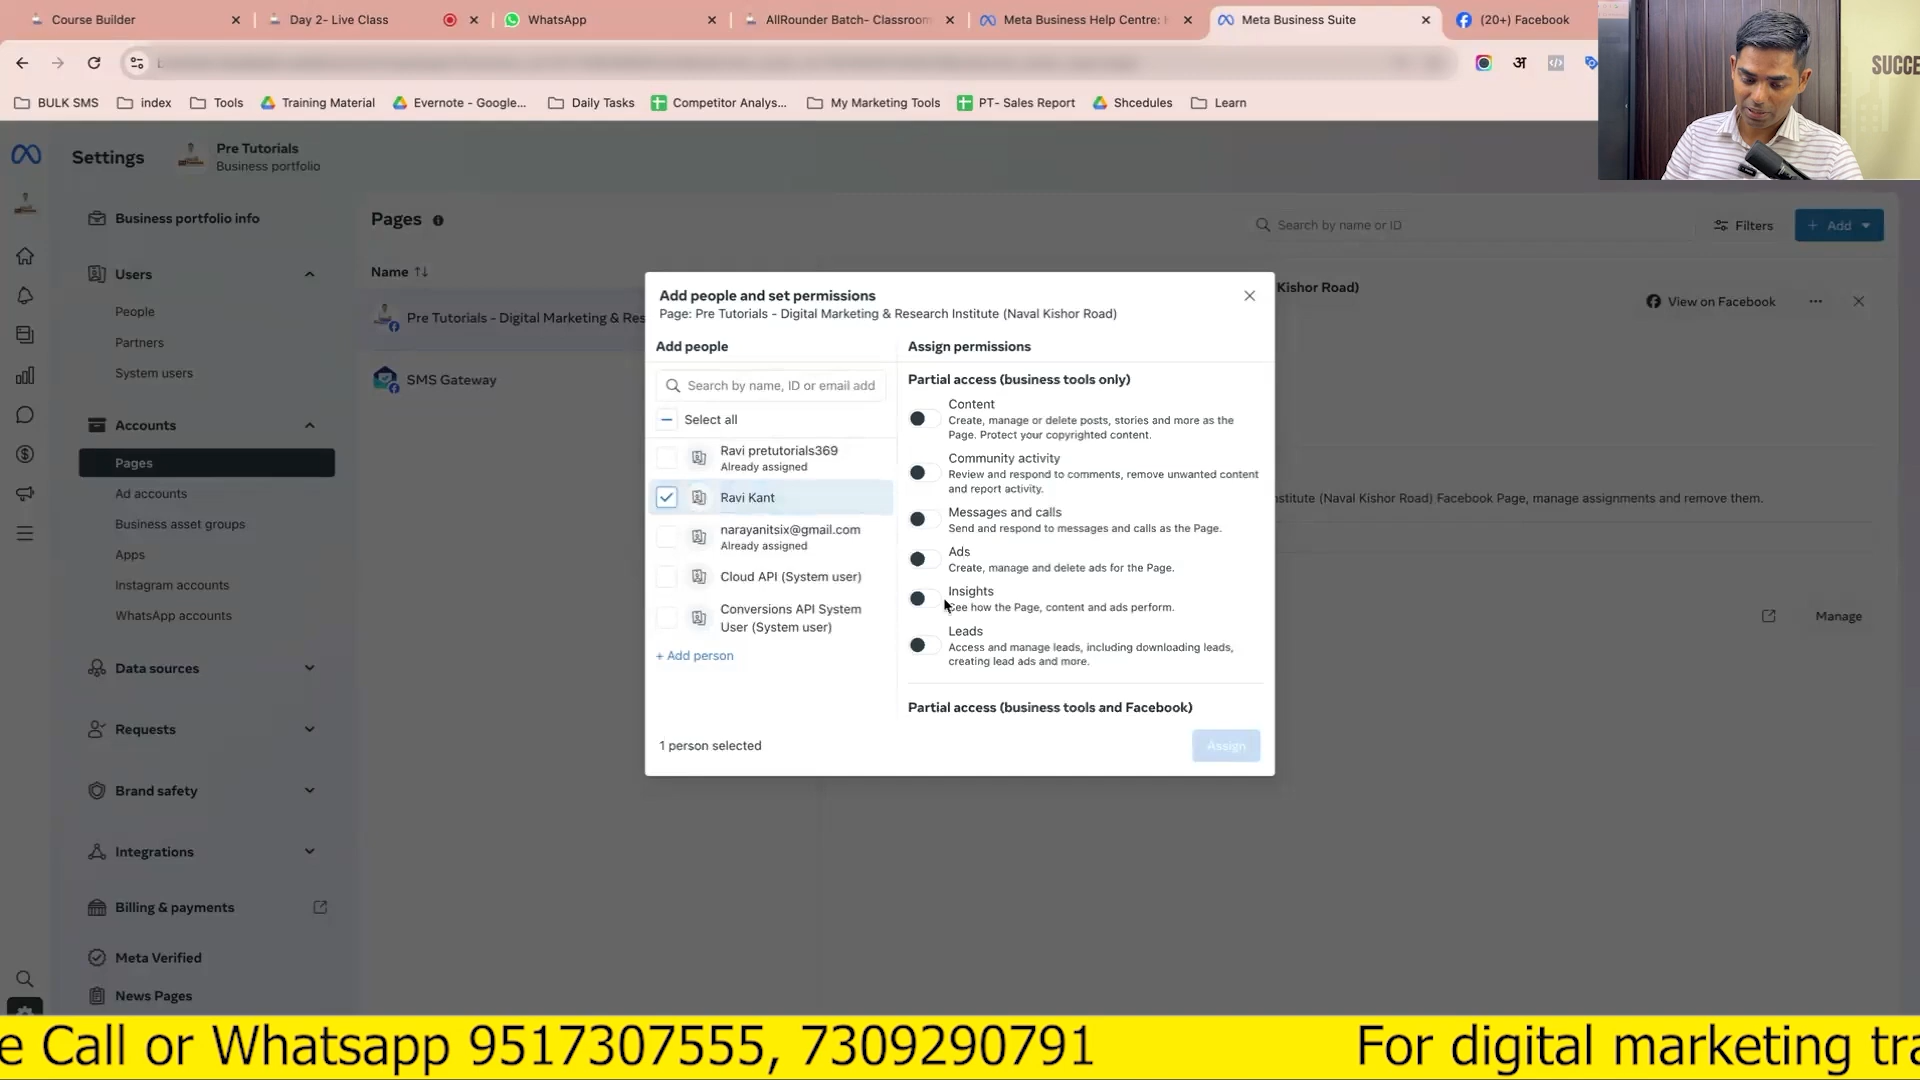 Course Builder
Day 2- Live Class
WhatsApp
AllRounder Batch- Classroom
Meta Business Help Centre:
Meta Business Suite
(20+) Facebook
SUCCE
अ
BULK SMS
index
Tools
Training Material
Evernote - Google...
Daily Tasks
Competitor Analys...
My Marketing Tools
PT- Sales Report
Shcedules
Learn
Settings
Pre Tutorials
Business portfolio
Business portfolio info
Users
People
Partners
System users
Accounts
Pages
Ad accounts
Business asset groups
Apps
Instagram accounts
WhatsApp accounts
Data sources
Requests
Brand safety
Integrations
Billing & payments
Meta Verified
News Pages
Pages
Search by name or ID
Filters
+ Add
Name
Pre Tutorials - Digital Marketing & Res
SMS Gateway
Kishor Road)
View on Facebook
stitute (Naval Kishor Road) Facebook Page, manage assignments and remove them.
Manage
Add people and set permissions
Page: Pre Tutorials - Digital Marketing & Research Institute (Naval Kishor Road)
Add people
Search by name, ID or email add
Select all
Ravi pretutorials369
Already assigned
Ravi Kant
narayanitsix@gmail.com
Already assigned
Cloud API (System user)
Conversions API System
User (System user)
+ Add person
1 person selected
Assign permissions
Partial access (business tools only)
Content
Create, manage or delete posts, stories and more as the
Page. Protect your copyrighted content.
Community activity
Review and respond to comments, remove unwanted content
and report activity.
Messages and calls
Send and respond to messages and calls as the Page.
Ads
Create, manage and delete ads for the Page.
Insights
See how the Page, content and ads perform.
Leads
Access and manage leads, including downloading leads,
creating lead ads and more.
Partial access (business tools and Facebook)
Assign
e Call or Whatsapp 9517307555, 7309290791
For digital marketing tra